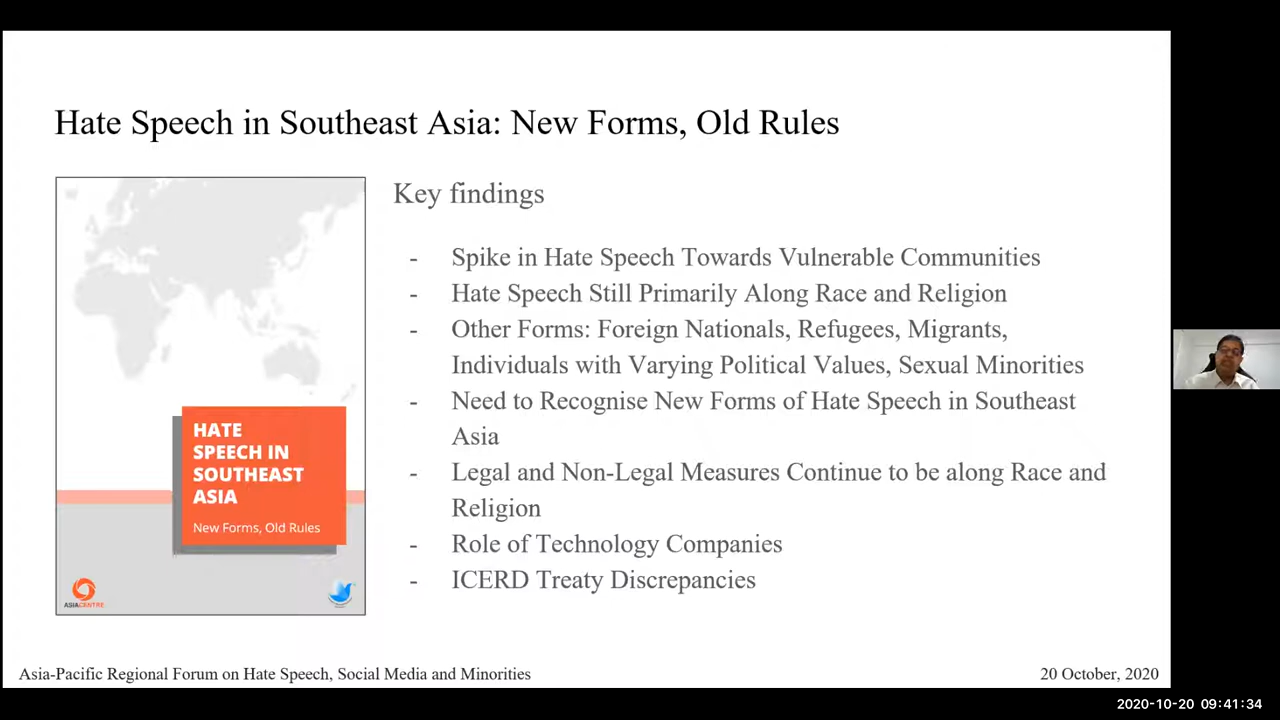 Hate Speech in Southeast Asia: New Forms, Old Rules
Key findings
- Spike in Hate Speech Towards Vulnerable Communities
- Hate Speech Still Primarily Along Race and Religion
- Other Forms: Foreign Nationals, Refugees, Migrants,
Individuals with Varying Political Values, Sexual Minorities
- Need to Recognise New Forms of Hate Speech in Southeast
Asia
- Legal and Non-Legal Measures Continue to be along Race and
Religion
- Role of Technology Companies
- ICERD Treaty Discrepancies
HATE
SPEECH IN
SOUTHEAST
ASIA
New Forms, Old Rules
ASIACENTRE
Asia-Pacific Regional Forum on Hate Speech, Social Media and Minorities
20 October, 2020
2020-10-20 09:41:34